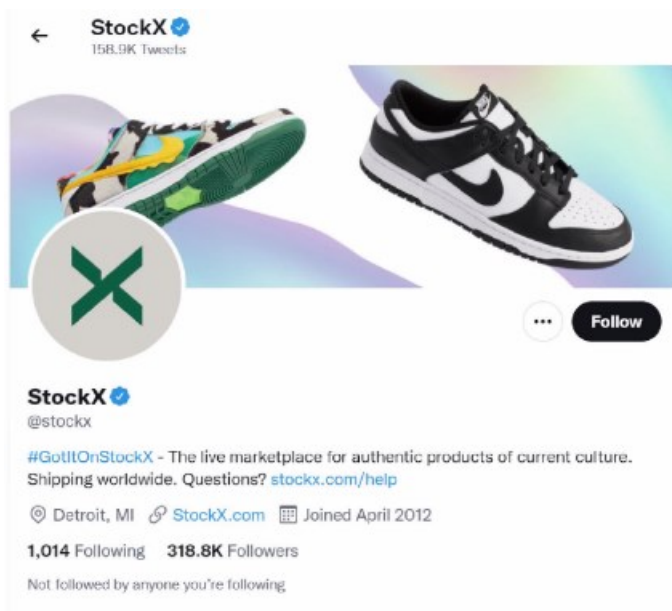 StockX
158.9K Tweets
Follow
StockX
@stockx
#GotItOnStockX - The live marketplace for authentic products of current culture.
Shipping worldwide. Questions? stockx.com/help
Detroit, MI StockX.com Joined April 2012
1,014 Following 318.8K Followers
Not followed by anyone you're following